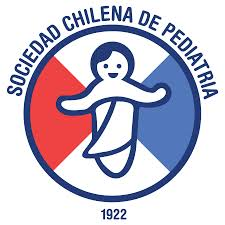 SOCIEDAD CHILENA DE PEDIATRIA
1922